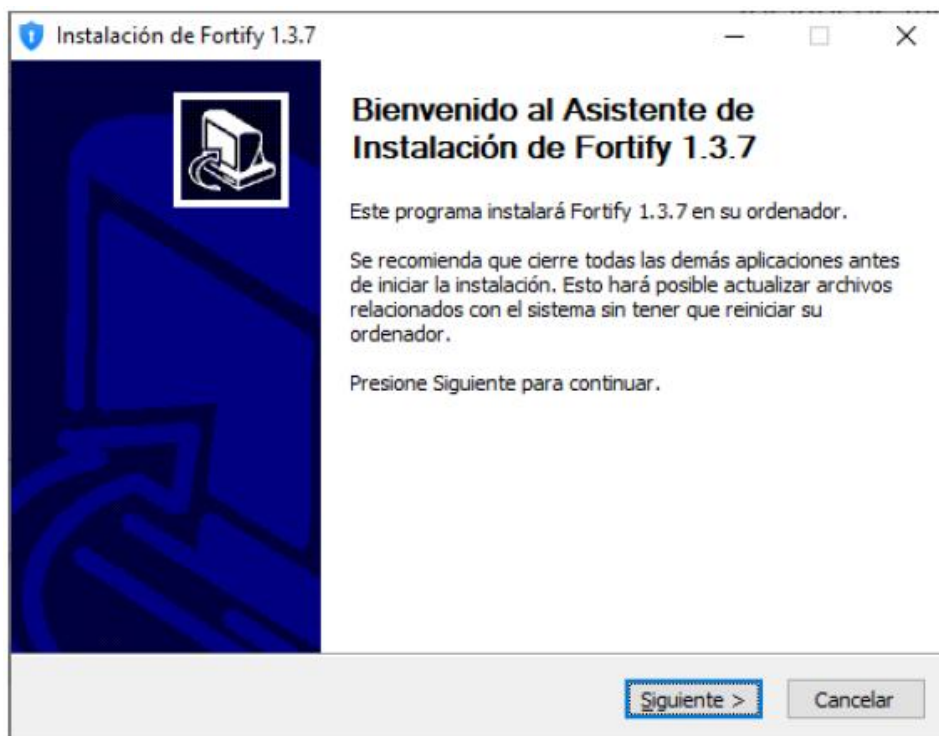 Instalación de Fortify 1.3.7
Bienvenido al Asistente de
Instalación de Fortify 1.3.7
Este programa instalará Fortify 1.3.7 en su ordenador.
Se recomienda que cierre todas las demás aplicaciones antes
de iniciar la instalación. Esto hará posible actualizar archivos
relacionados con el sistema sin tener que reiniciar su
ordenador.
Presione Siguiente para continuar.
Siguiente >
Cancelar